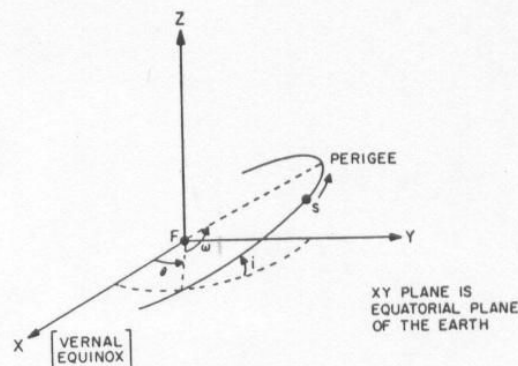 Z
PERIGEE
S
F
ω
Y
i
θ
XY PLANE IS
EQUATORIAL PLANE
OF THE EARTH
X
[VERNAL
EQUINOX]